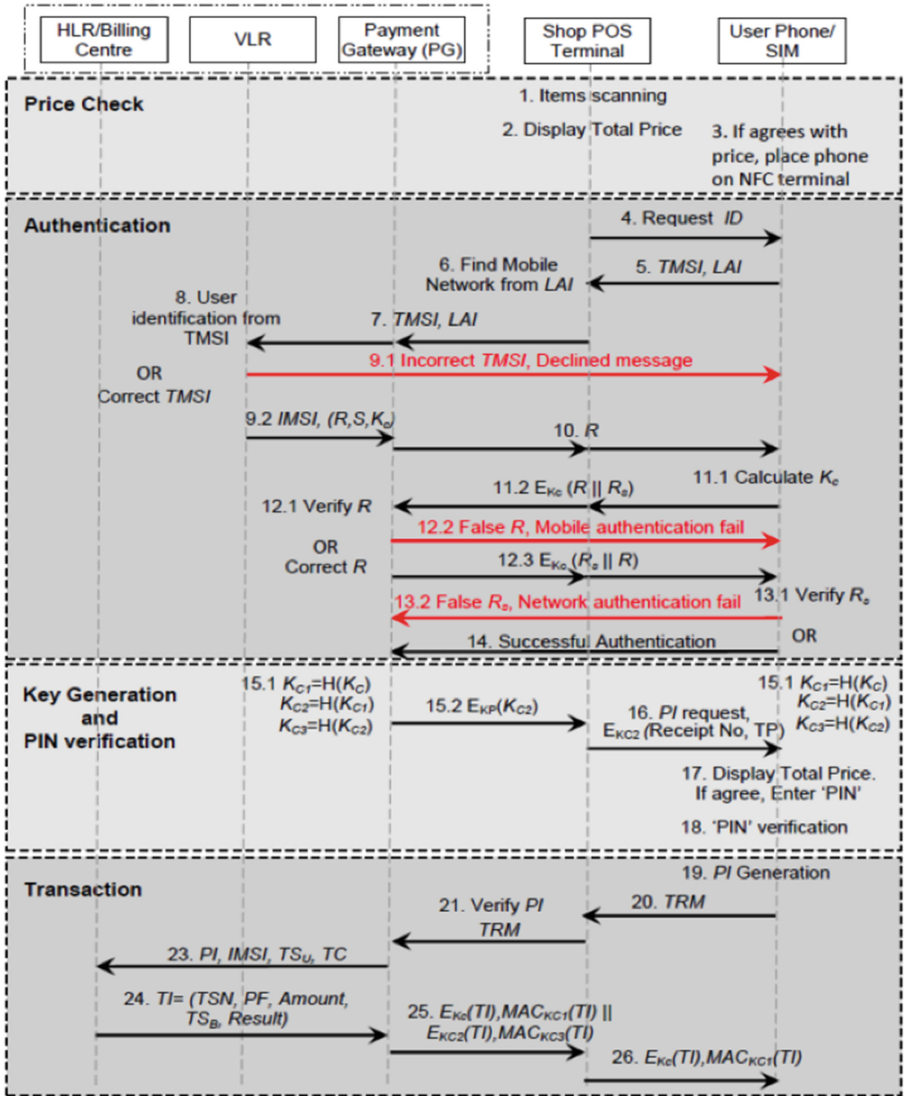 HLR/Billing
Centre
VLR
Payment
Gateway (PG)
Shop POS
Terminal
User Phone/
SIM
Price Check
1. Items scanning
2. Display Total Price
3. If agrees with
price, place phone
on NFC terminal
Authentication
4. Request ID
5. TMSI, LAI
6. Find Mobile
Network from LAI
7. TMSI, LAI
8. User
identification from
TMSI
9.1 Incorrect TMSI, Declined message
OR
Correct TMSI
9.2 IMSI, (R,S,Kc)
10. R
11.1 Calculate Kc
11.2 EKc (R || Rs)
12.1 Verify R
12.2 False R, Mobile authentication fail
OR
Correct R
12.3 EKc (Rs || R)
13.1 Verify Rs
13.2 False Rs, Network authentication fail
OR
14. Successful Authentication
Key Generation
and
PIN verification
15.1 KC1=H(KC)
KC2=H(KC1)
KC3=H(KC2)
15.2 EKP(KC2)
15.1 KC1=H(KC)
KC2=H(KC1)
KC3=H(KC2)
16. PI request,
EKC2 (Receipt No, TP)
17. Display Total Price.
If agree, Enter 'PIN'
18. 'PIN' verification
Transaction
19. PI Generation
20. TRM
21. Verify PI
TRM
23. PI, IMSI, TSU, TC
24. TI= (TSN, PF, Amount,
TSB, Result)
25. EKc(TI),MACKC1(TI) ||
EKC2(TI),MACKC3(TI)
26. EKc(TI),MACKC1(TI)